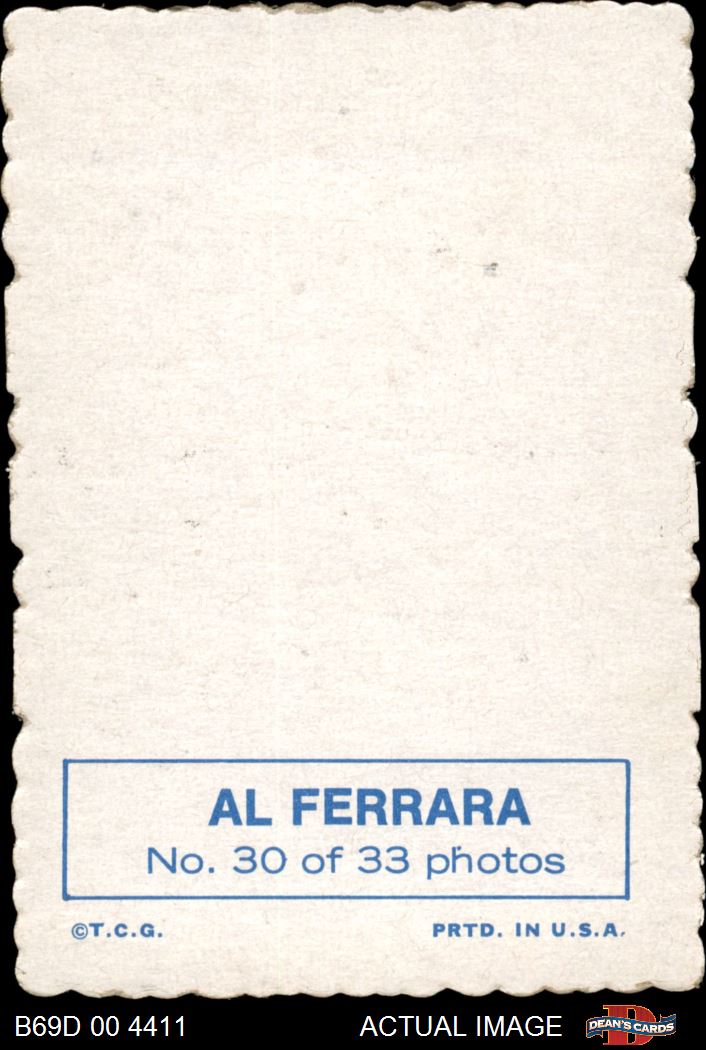 AL FERRARA
No. 30 of 33 photos
©T.C.G. PRTD. IN U.S.A.
B69D 00 4411 ACTUAL IMAGE DEAN'S CARDS